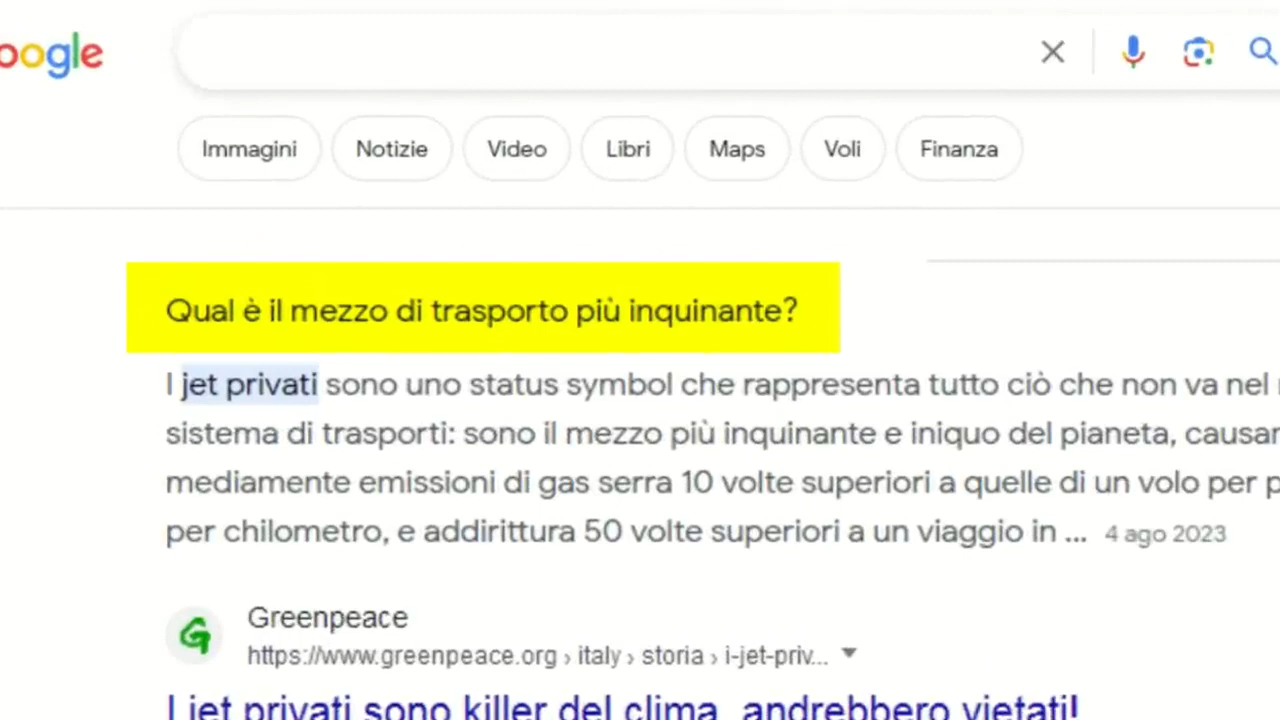 oogle
Immagini Notizie Video Libri Maps Voli Finanza
Qual è il mezzo di trasporto più inquinante?
I jet privati sono uno status symbol che rappresenta tutto ciò che non va nel
sistema di trasporti: sono il mezzo più inquinante e iniquo del pianeta, causan
mediamente emissioni di gas serra 10 volte superiori a quelle di un volo per p
per chilometro, e addirittura 50 volte superiori a un viaggio in ... 4 ago 2023
Greenpeace
https://www.greenpeace.org › italy › storia › i-jet-priv...
I jet privati sono killer del clima, andrebbero vietati!